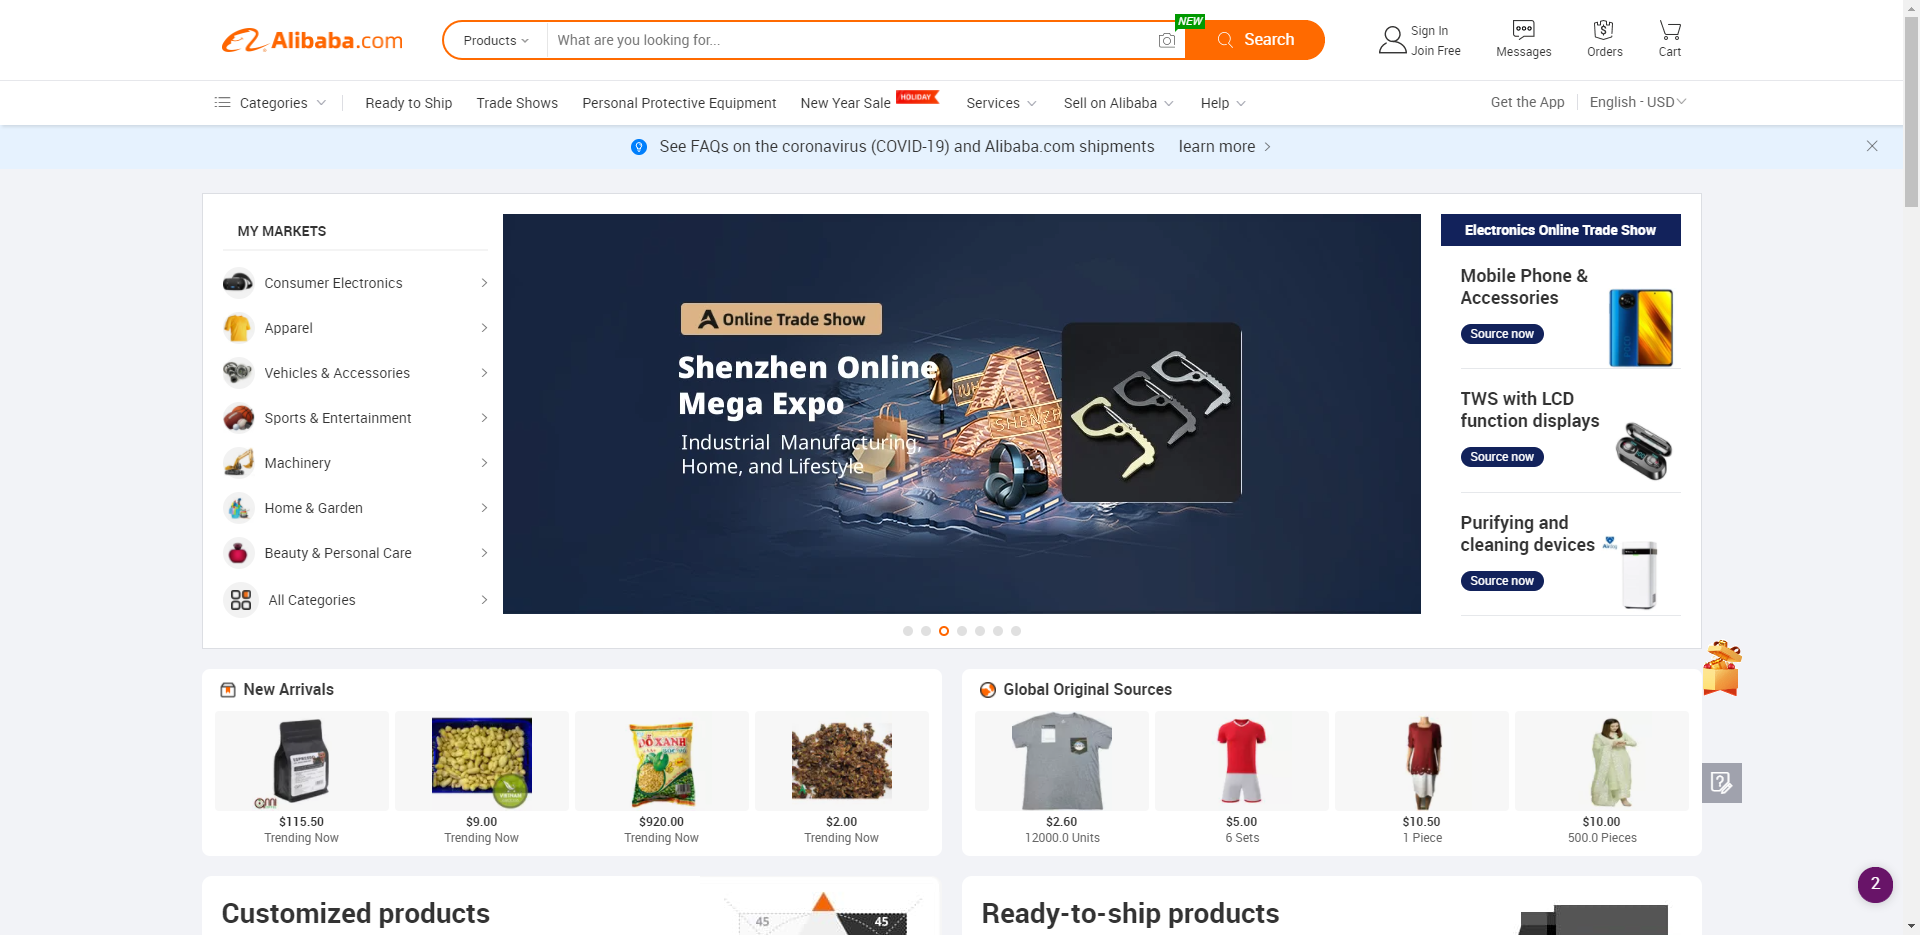 Alibaba.com
Products
What are you looking for...
NEW
Search
Sign In
Join Free
Messages
Orders
Cart
Categories
Ready to Ship
Trade Shows
Personal Protective Equipment
New Year Sale
HOLIDAY
Services
Sell on Alibaba
Help
Get the App
English - USD
See FAQs on the coronavirus (COVID-19) and Alibaba.com shipments learn more
MY MARKETS
Consumer Electronics
Apparel
Vehicles & Accessories
Sports & Entertainment
Machinery
Home & Garden
Beauty & Personal Care
All Categories
Online Trade Show
Shenzhen Online
Mega Expo
Industrial Manufacturing,
Home, and Lifestyle
SHENZH
Electronics Online Trade Show
Mobile Phone &
Accessories
Source now
TWS with LCD
function displays
Source now
Purifying and
cleaning devices
Source now
New Arrivals
ĐỖ XANH
VIETNAM
$115.50
Trending Now
$9.00
Trending Now
$920.00
Trending Now
$2.00
Trending Now
Global Original Sources
$2.60
12000.0 Units
$5.00
6 Sets
$10.50
1 Piece
$10.00
500.0 Pieces
2
Customized products
45
45
Ready-to-ship products